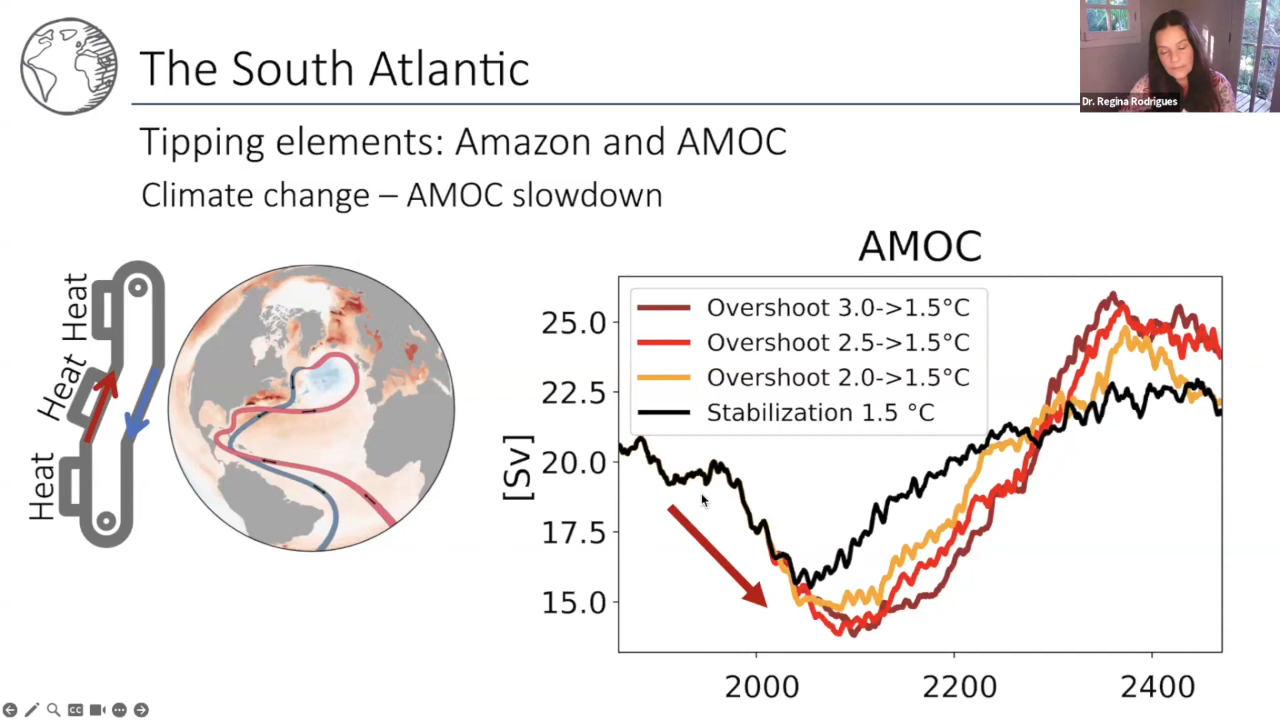 The South Atlantic
Dr. Regina Rodrigues
Tipping elements: Amazon and AMOC
Climate change – AMOC slowdown
Heat
Heat
Heat
AMOC
Overshoot 3.0->1.5°C
Overshoot 2.5->1.5°C
Overshoot 2.0->1.5°C
Stabilization 1.5 °C
[Sv]
25.0
22.5
20.0
17.5
15.0
2000 2200 2400
CC